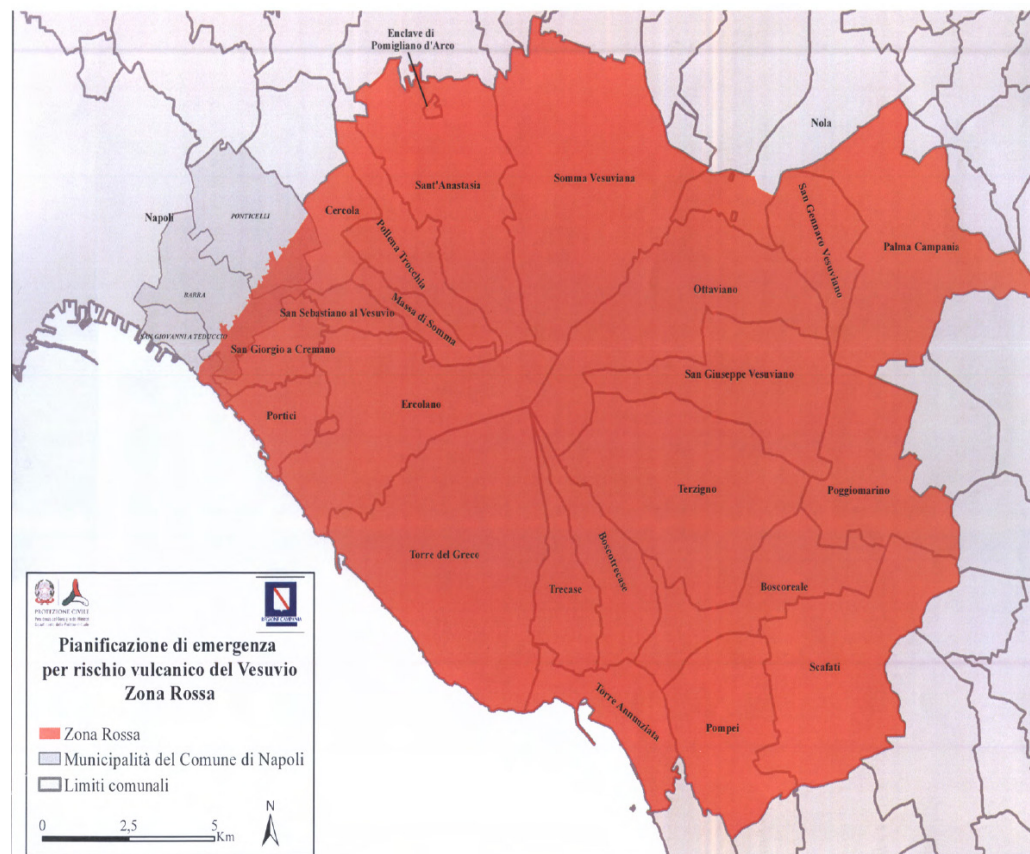 Enclave di
Pomigliano d'Arco
Nola
Sant'Anastasia
Somma Vesuviana
San Gennaro Vesuviano
Palma Campania
Cercola
Napoli
PONTICELLI
Pollena Trocchia
Ottaviano
BARRA
Massa di Somma
San Sebastiano al Vesuvio
SAN GIOVANNI A TEDUCCIO
San Giorgio a Cremano
San Giuseppe Vesuviano
Ercolano
Portici
Terzigno
Poggiomarino
Torre del Grece
Boscotrecase
Trecase
Boscoreale
Scafati
Torre Annunziata
Pompei
PROTEZIONE CIVILE
REGIONE CAMPANIA
Pianificazione di emergenza
per rischio vulcanico del Vesuvio
Zona Rossa
Zona Rossa
Municipalità del Comune di Napoli
Limiti comunali
N
0 2,5 5
Km